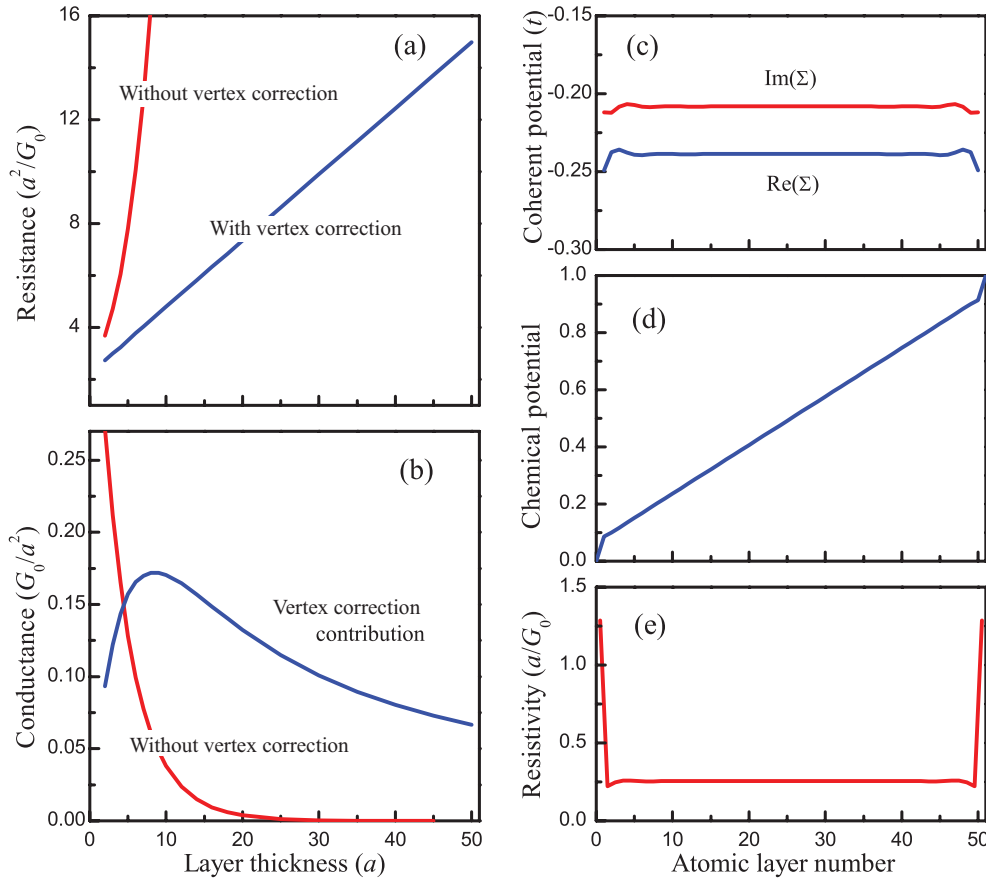 16
12
8
4
Resistance (a²/G₀)
(a)
Without vertex correction
With vertex correction
0.25
0.20
0.15
0.10
0.05
0.00
Conductance (G₀/a²)
(b)
Vertex correction
contribution
Without vertex correction
0 10 20 30 40 50
Layer thickness (a)
-0.15
-0.20
-0.25
-0.30
Coherent potential (t)
(c)
Im(Σ)
Re(Σ)
1.0
0.8
0.6
0.4
0.2
0.0
Chemical potential
(d)
1.5
1.0
0.5
0.0
Resistivity (a/G₀)
(e)
0 10 20 30 40 50
Atomic layer number